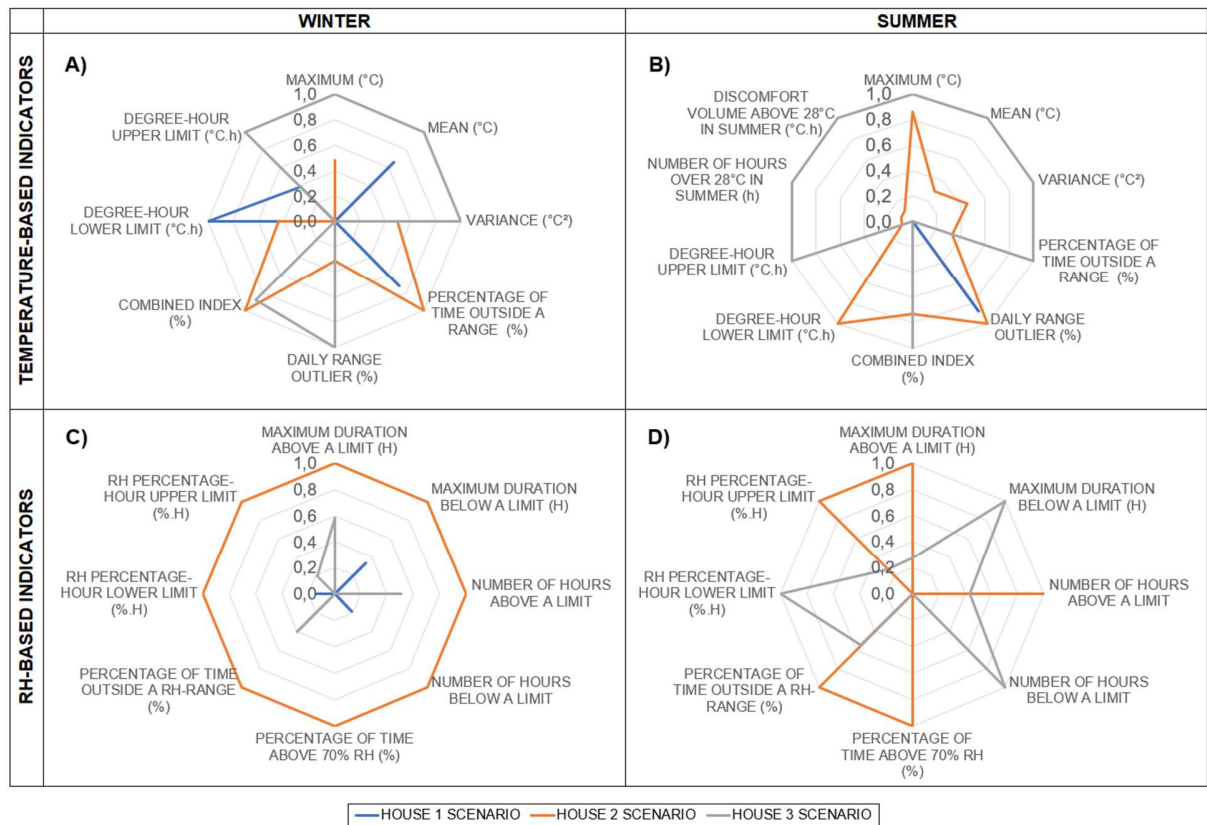 WINTER
SUMMER
TEMPERATURE-BASED INDICATORS
A)
MAXIMUM (°C)
1,0
0,8
0,6
0,4
0,2
0,0
MEAN (°C)
VARIANCE (°C²)
PERCENTAGE OF
TIME OUTSIDE A
RANGE (%)
DAILY RANGE
OUTLIER (%)
COMBINED INDEX
(%)
DEGREE-HOUR
LOWER LIMIT (°C.h)
DEGREE-HOUR
UPPER LIMIT (°C.h)
B)
MAXIMUM (°C)
1,0
0,8
0,6
0,4
0,2
0,0
MEAN (°C)
VARIANCE (°C²)
PERCENTAGE OF
TIME OUTSIDE A
RANGE (%)
DAILY RANGE
OUTLIER (%)
COMBINED INDEX
(%)
DEGREE-HOUR
LOWER LIMIT (°C.h)
DEGREE-HOUR
UPPER LIMIT (°C.h)
NUMBER OF HOURS
OVER 28°C IN
SUMMER (h)
DISCOMFORT
VOLUME ABOVE 28°C
IN SUMMER (°C.h)
RH-BASED INDICATORS
C)
MAXIMUM DURATION
ABOVE A LIMIT (H)
1,0
0,8
0,6
0,4
0,2
0,0
MAXIMUM DURATION
BELOW A LIMIT (H)
NUMBER OF HOURS
ABOVE A LIMIT
NUMBER OF HOURS
BELOW A LIMIT
PERCENTAGE OF TIME
ABOVE 70% RH (%)
PERCENTAGE OF TIME
OUTSIDE A RH-RANGE
(%)
RH PERCENTAGE-
HOUR LOWER LIMIT
(%.H)
RH PERCENTAGE-
HOUR UPPER LIMIT
(%.H)
D)
MAXIMUM DURATION
ABOVE A LIMIT (H)
1,0
0,8
0,6
0,4
0,2
0,0
MAXIMUM DURATION
BELOW A LIMIT (H)
NUMBER OF HOURS
ABOVE A LIMIT
NUMBER OF HOURS
BELOW A LIMIT
PERCENTAGE OF
TIME ABOVE 70% RH
(%)
PERCENTAGE OF
TIME OUTSIDE A RH-
RANGE (%)
RH PERCENTAGE-
HOUR LOWER LIMIT
(%.H)
RH PERCENTAGE-
HOUR UPPER LIMIT
(%.H)
HOUSE 1 SCENARIO
HOUSE 2 SCENARIO
HOUSE 3 SCENARIO